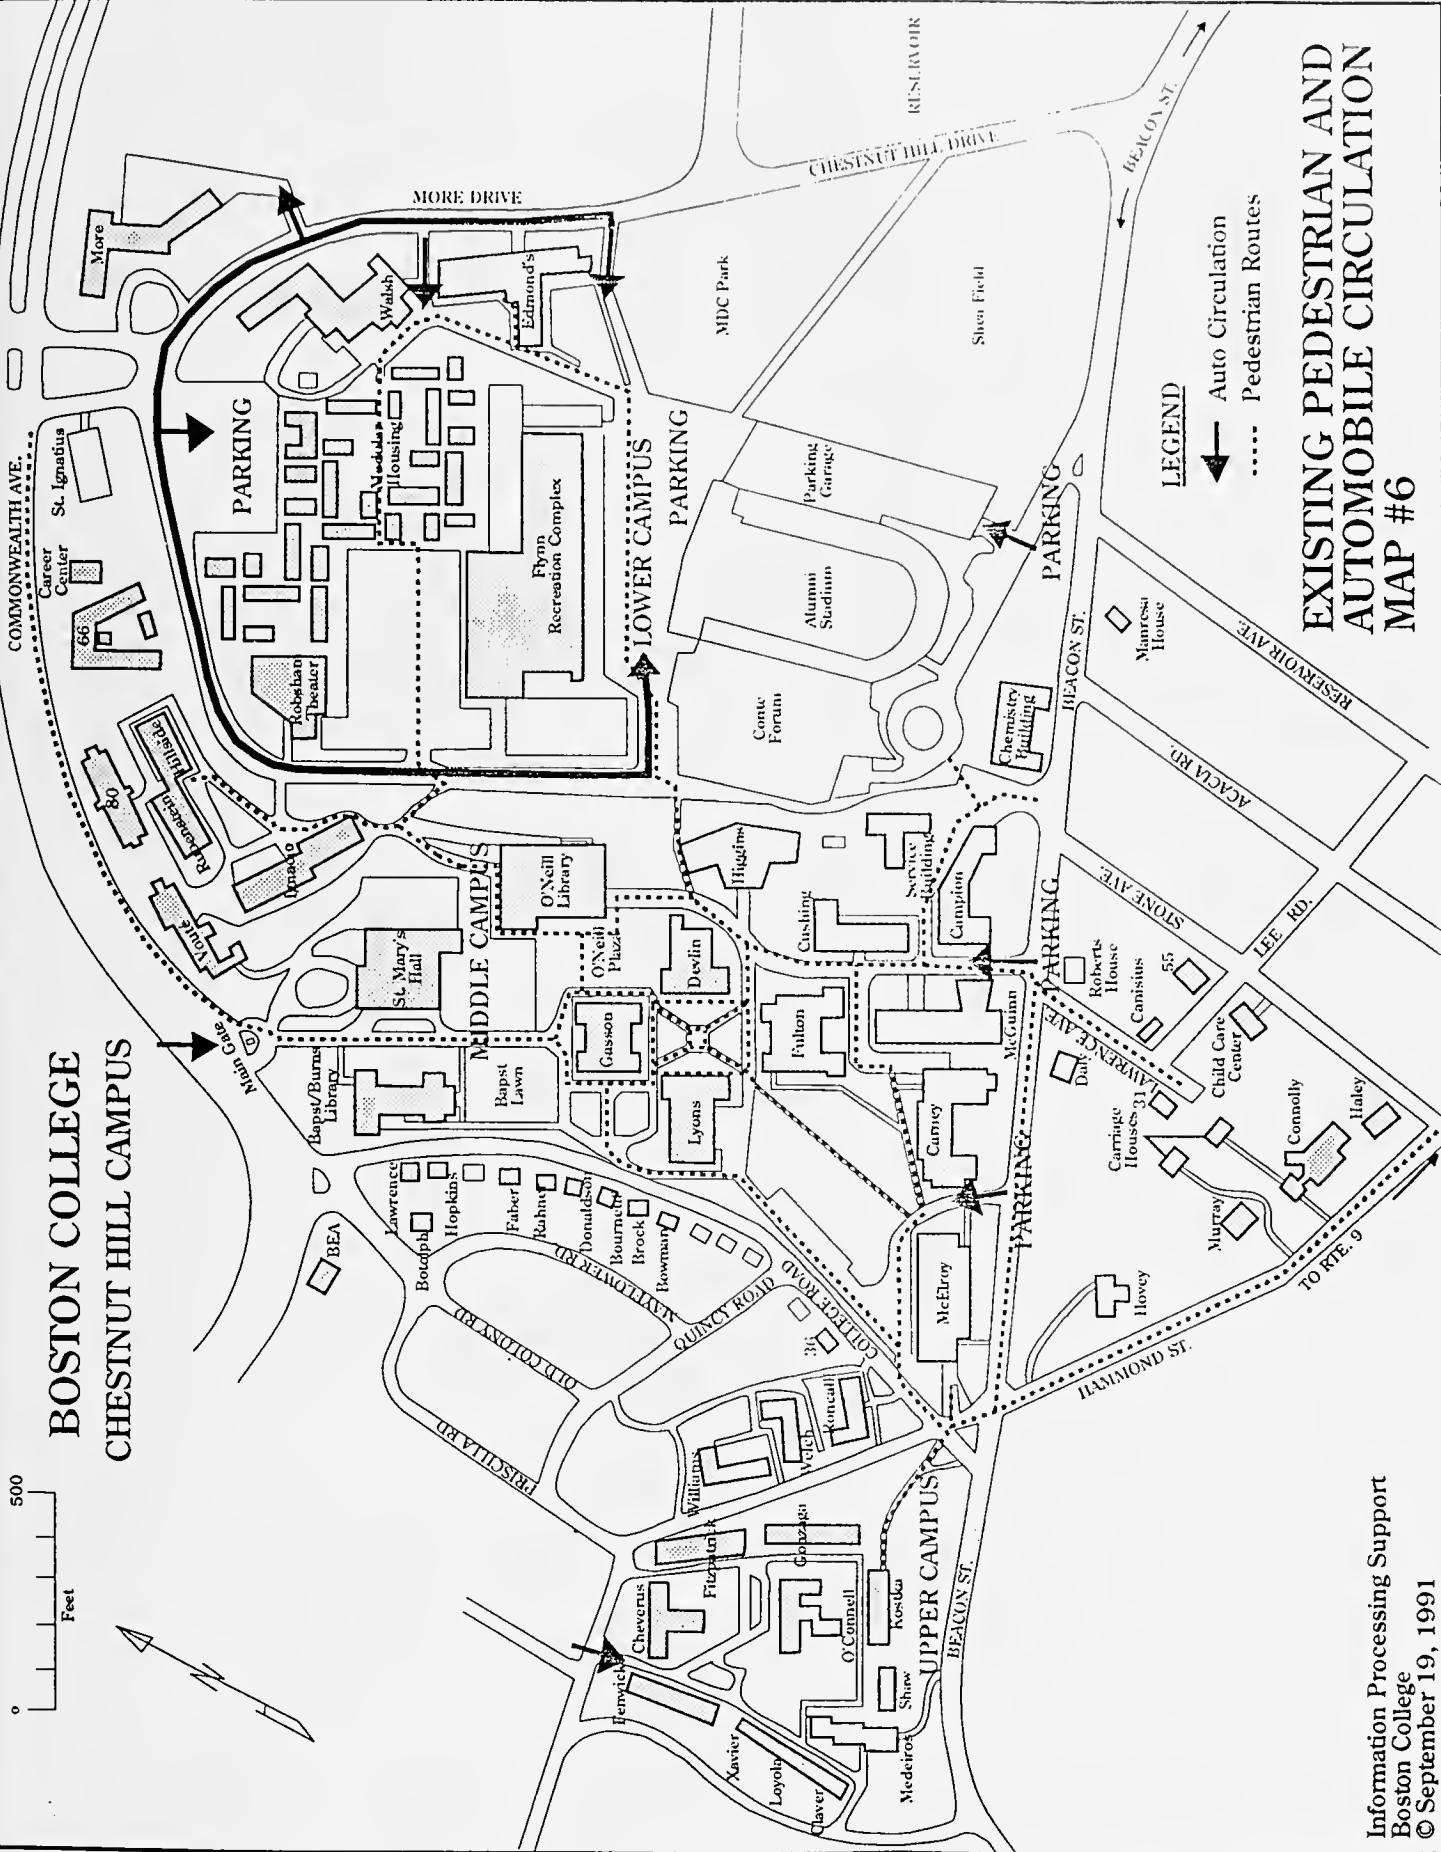 BOSTON COLLEGE
CHESTNUT HILL CAMPUS
0
500
Feet
COMMONWEALTH AVE.
Main Gate
BEA
More
MORE DRIVE
St. Ignatius
Career
Center
66
80
Hillside
Rubenstein
Ignacio
Voute
PARKING
Walsh
Edmond's
Modular
Housing
Robsham
Theater
Flynn
Recreation Complex
LOWER CAMPUS
PARKING
MDC Park
Shea Field
CHESTNUT HILL DRIVE
RESERVOIR
BEACON ST.
Parking
Garage
Alumni
Stadium
Conte
Forum
PARKING
Chemistry
Building
BEACON ST.
Manresa
House
RESERVOIR AVE.
ACACIA RD.
STONE AVE.
LEE RD.
St. Mary's
Hall
MIDDLE CAMPUS
O'Neill
Library
O'Neill
Plaza
Bapst/Burns
Library
Bapst
Lawn
Gasson
Devlin
Lyons
Fulton
Higgins
Cushing
Service
Building
Campion
McGuinn
Carney
McElroy
PARKING
PARKING
Roberts
House
Canisius
55
Daly
LAWRENCE AVE.
31
Child Care
Center
Carriage
Houses
Connolly
Haley
Murray
Hovey
HAMMOND ST.
TO RTE. 9
Lawrence
Botolph
Hopkins
Faber
Rahner
Donaldson
Bourneuf
Brock
Bowman
MAYFLOWER RD
OLD COLONY RD
QUINCY ROAD
COLLEGE ROAD
PRISCILLA RD
36
Roncalli
Welch
Williams
Fitzpatrick
Gonzaga
Cheverus
Fenwick
O'Connell
Kostka
Shaw
Medeiros
Xavier
Loyola
Claver
UPPER CAMPUS
BEACON ST.
LEGEND
Auto Circulation
Pedestrian Routes
EXISTING PEDESTRIAN AND
AUTOMOBILE CIRCULATION
MAP #6
Information Processing Support
Boston College
© September 19, 1991